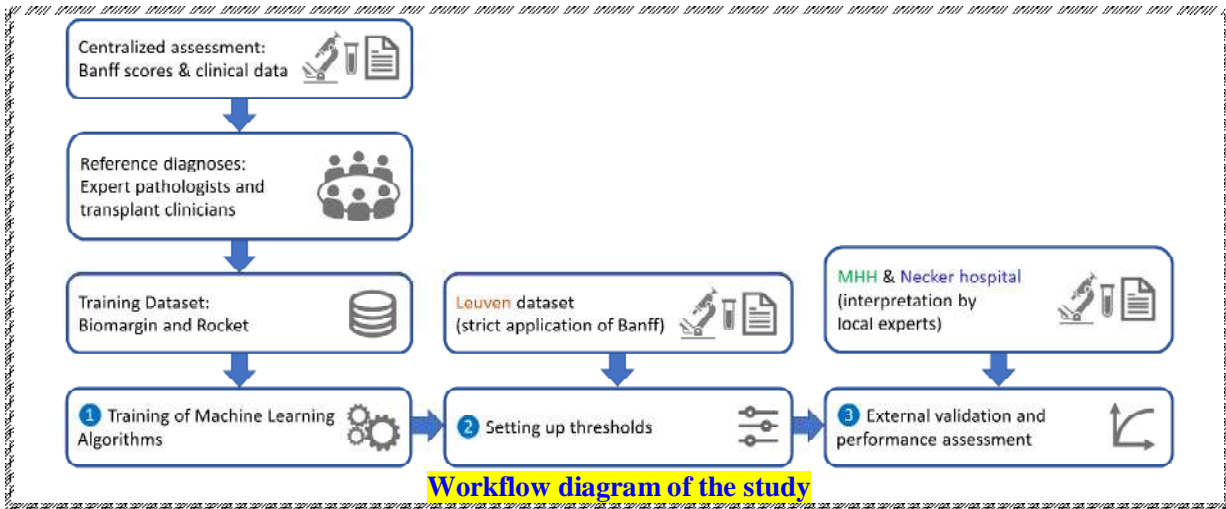 Centralized assessment:
Banff scores & clinical data
Reference diagnoses:
Expert pathologists and
transplant clinicians
Training Dataset:
Biomargin and Rocket
Leuven dataset
(strict application of Banff)
MHH & Necker hospital
(interpretation by
local experts)
1 Training of Machine Learning
Algorithms
2 Setting up thresholds
3 External validation and
performance assessment
Workflow diagram of the study